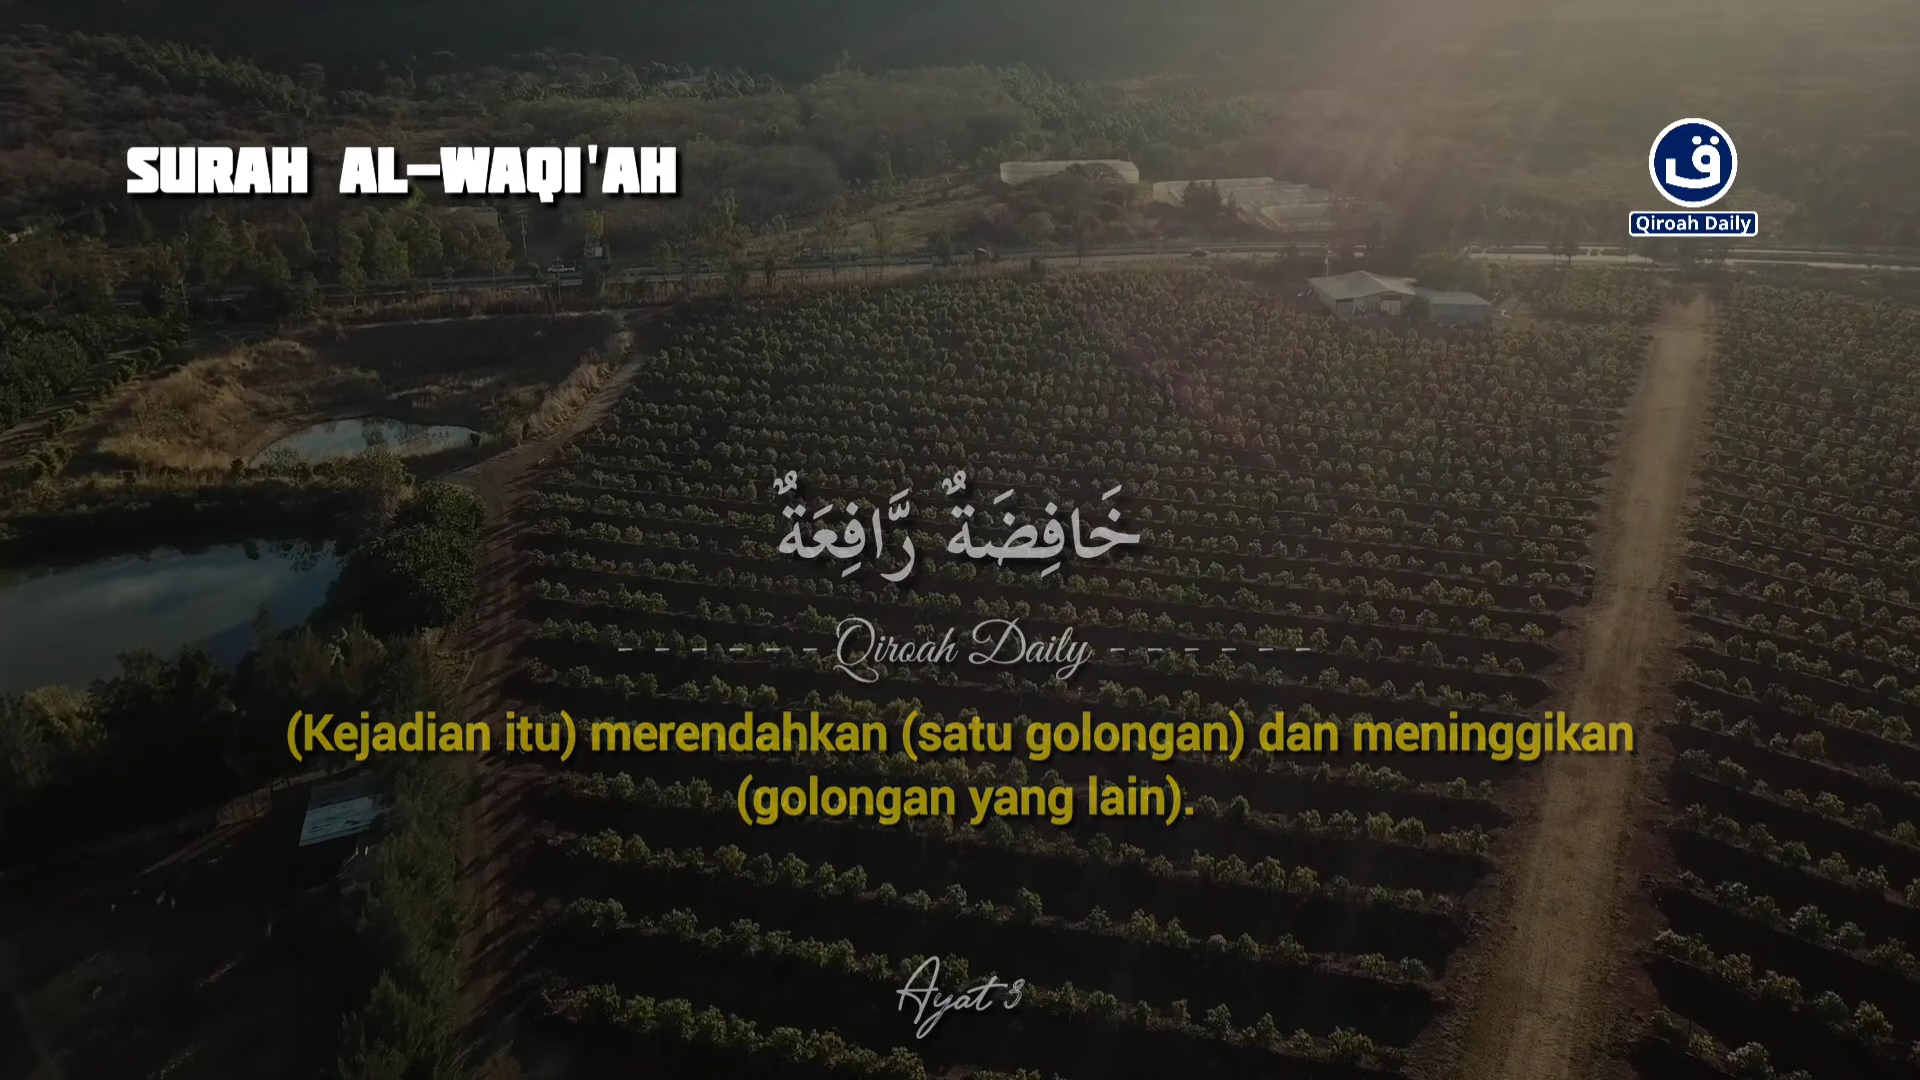 SURAH AL-WAQI'AH
ق
Qiroah Daily
خَافِضَةٌ رَّافِعَةٌ
- - - - - - Qiroah Daily - - - - - -
(Kejadian itu) merendahkan (satu golongan) dan meninggikan
(golongan yang lain).
Ayat 3